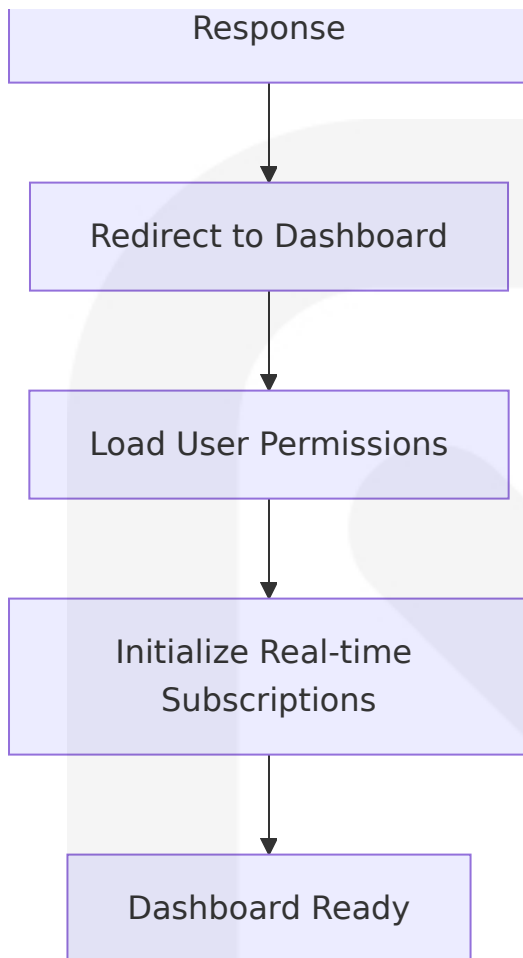 Response
Redirect to Dashboard
Load User Permissions
Initialize Real-time
Subscriptions
Dashboard Ready